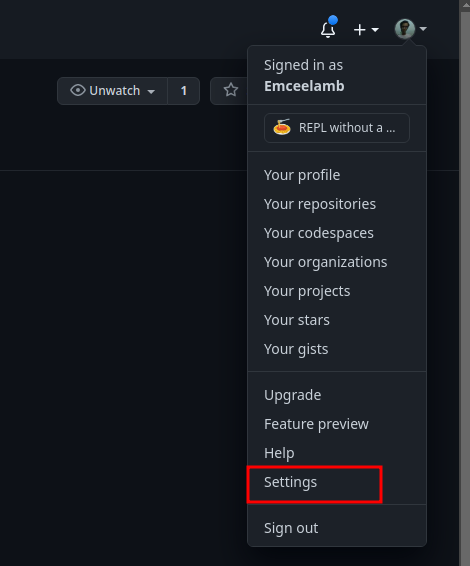 Unwatch 1
Signed in as
Emceelamb
REPL without a ...
Your profile
Your repositories
Your codespaces
Your organizations
Your projects
Your stars
Your gists
Upgrade
Feature preview
Help
Settings
Sign out